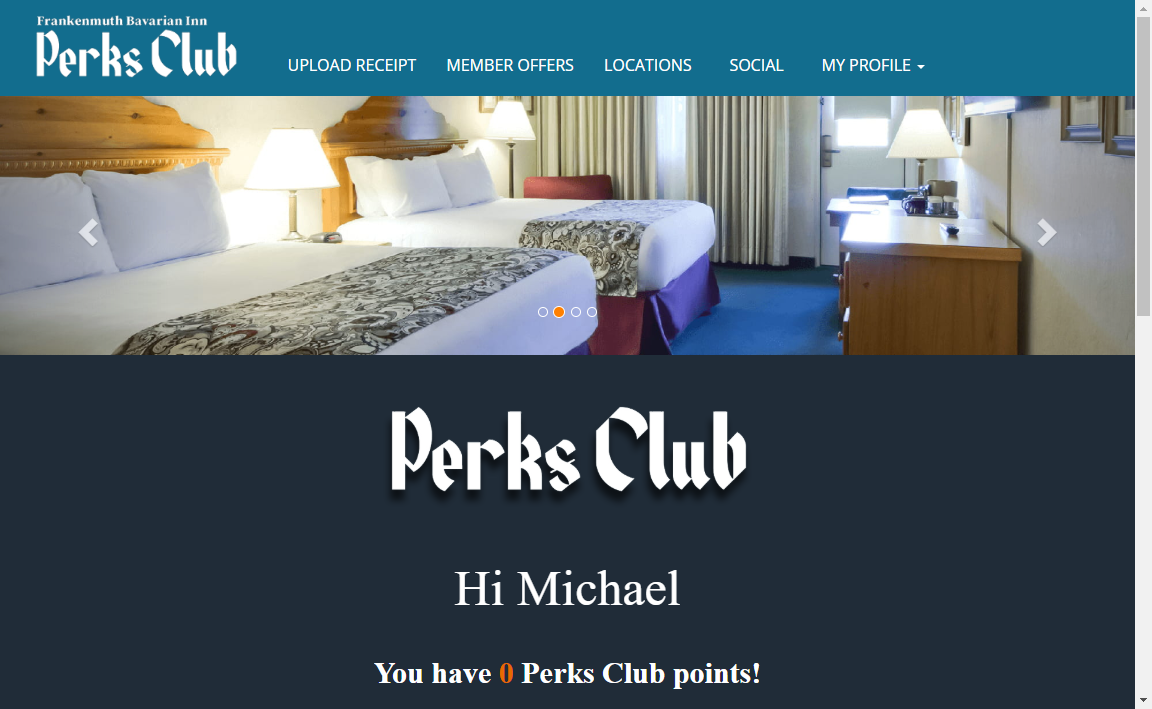 Frankenmuth Bavarian Inn
Perks Club
UPLOAD RECEIPT MEMBER OFFERS LOCATIONS SOCIAL MY PROFILE
Perks Club
Hi Michael
You have 0 Perks Club points!